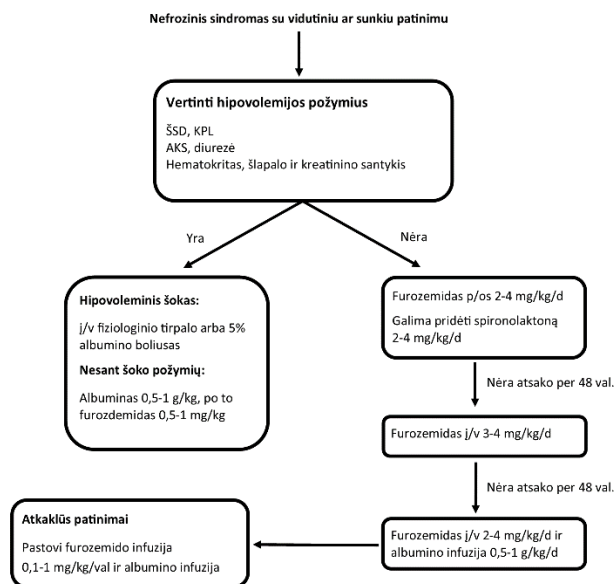 Nefrozinis sindromas su vidutiniu ar sunkiu patinimu
Vertinti hipovolemijos požymius
ŠSD, KPL
AKS, diurezė
Hematokritas, šlapalo ir kreatinino santykis
Yra
Nėra
Hipovoleminis šokas:
į/v fiziologinio tirpalo arba 5%
albumino boliusas
Nesant šoko požymių:
Albuminas 0,5-1 g/kg, po to
furozdemidas 0,5-1 mg/kg
Furozemidas p/os 2-4 mg/kg/d
Galima pridėti spironolaktoną
2-4 mg/kg/d
Nėra atsako per 48 val.
Furozemidas į/v 3-4 mg/kg/d
Nėra atsako per 48 val.
Furozemidas į/v 2-4 mg/kg/d ir
albumino infuzija 0,5-1 g/kg/d
Atkaklūs patinimai
Pastovi furozemido infuzija
0,1-1 mg/kg/val ir albumino infuzija